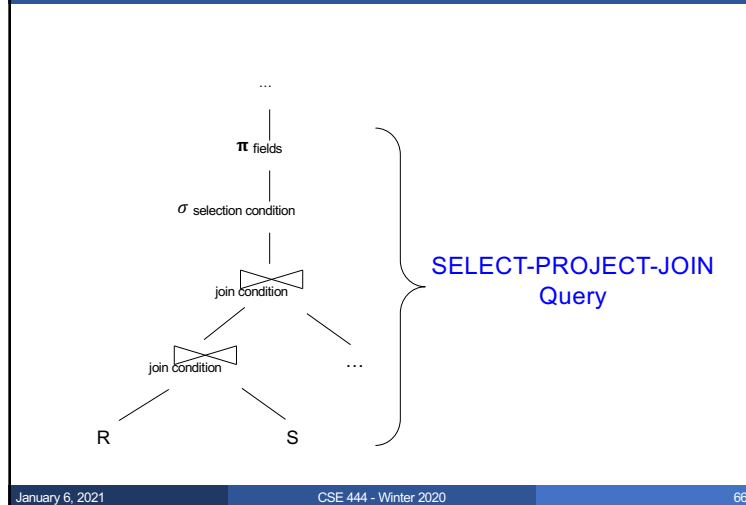 …
π fields
σ selection condition
join condition
SELECT-PROJECT-JOIN
Query
join condition
…
R S
January 6, 2021 CSE 444 - Winter 2020 66